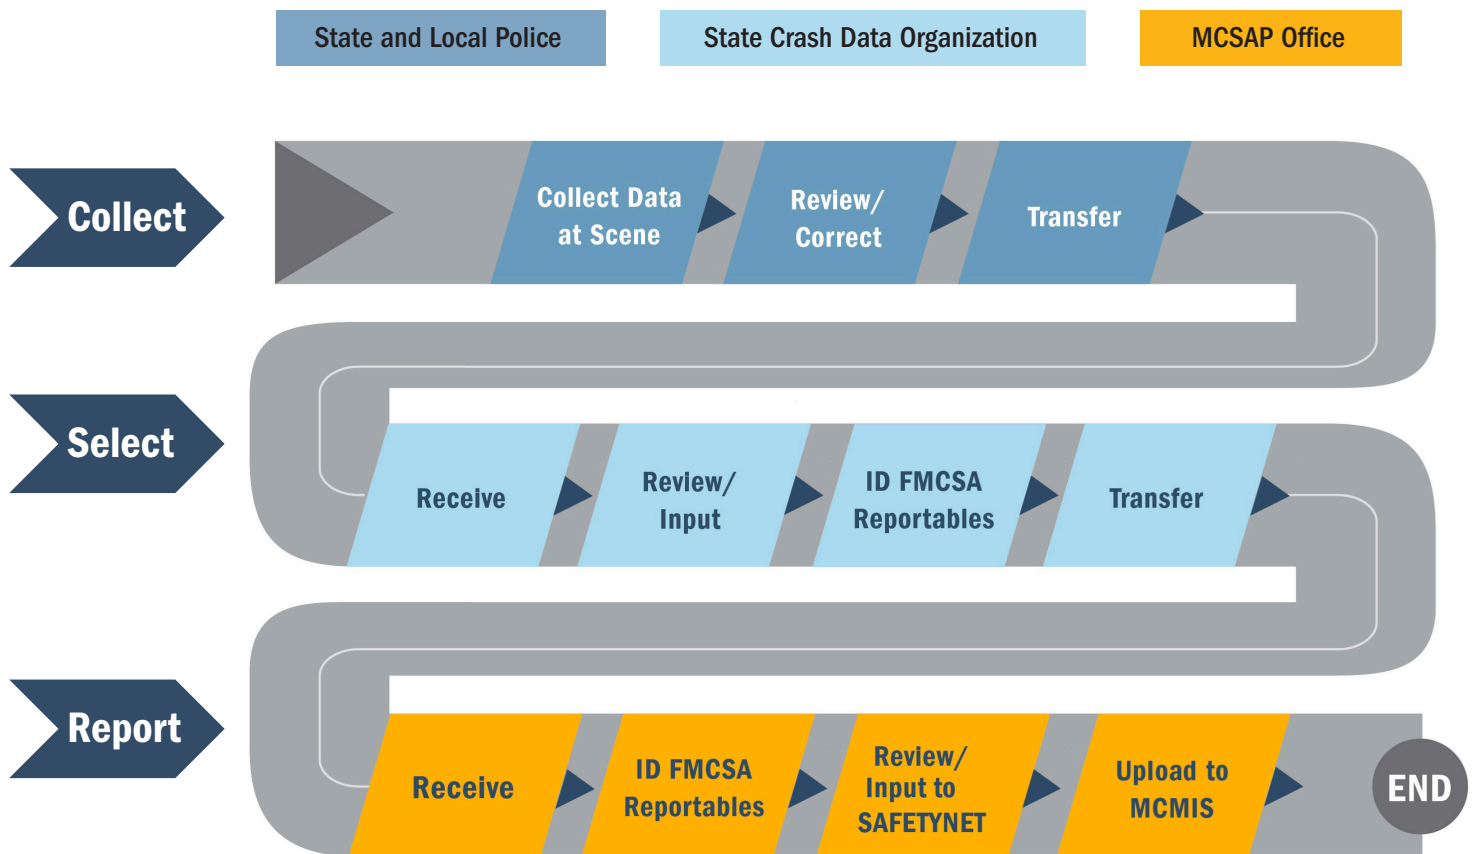 State and Local Police
State Crash Data Organization
MCSAP Office
Collect
Collect Data
at Scene
Review/
Correct
Transfer
Select
Receive
Review/
Input
ID FMCSA
Reportables
Transfer
Report
Receive
ID FMCSA
Reportables
Review/
Input to
SAFETYNET
Upload to
MCMIS
END